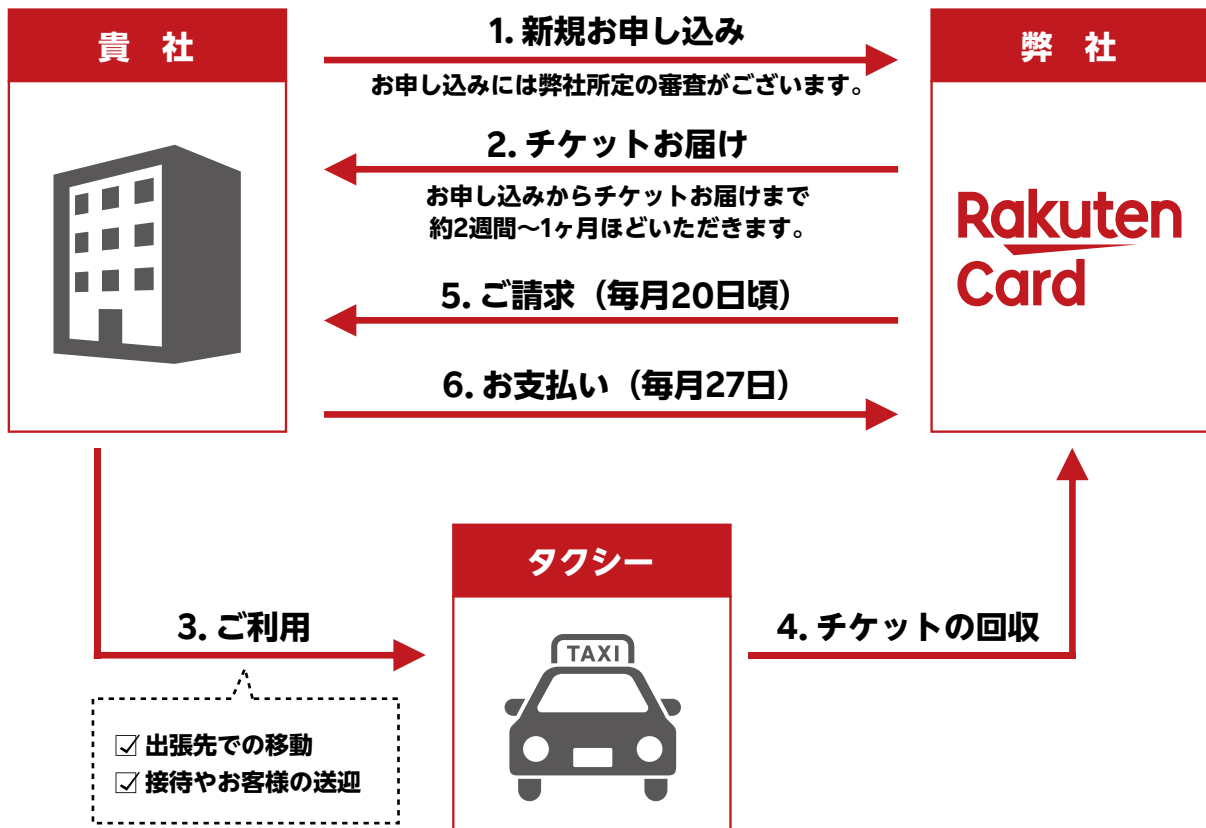 貴 社
1. 新規お申し込み
お申し込みには弊社所定の審査がございます。
弊 社
2. チケットお届け
お申し込みからチケットお届けまで
約2週間～1ヶ月ほどいただきます。
Rakuten
Card
5. ご請求（毎月20日頃）
6. お支払い（毎月27日）
タクシー
3. ご利用
4. チケットの回収
TAXI
☑ 出張先での移動
☑ 接待やお客様の送迎